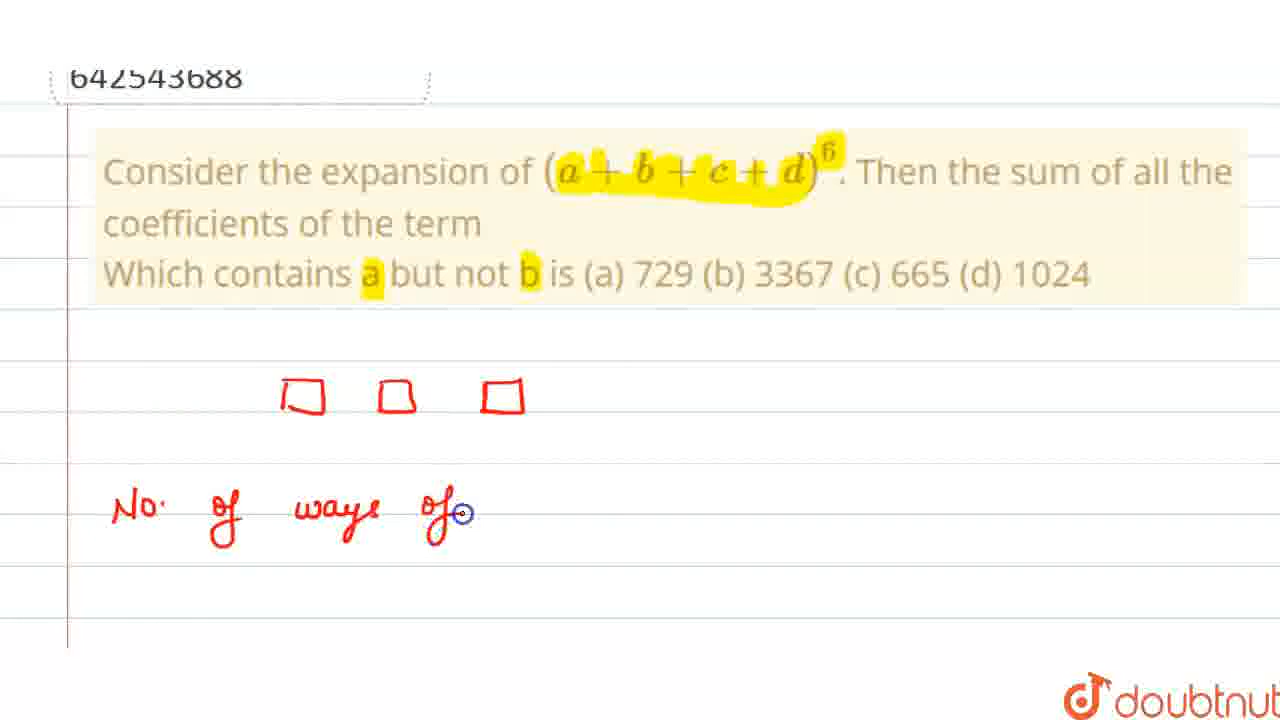 642543688
Consider the expansion of (a + b + c + d)^6. Then the sum of all the
coefficients of the term
Which contains a but not b is (a) 729 (b) 3367 (c) 665 (d) 1024
No. of ways of
doubtnut